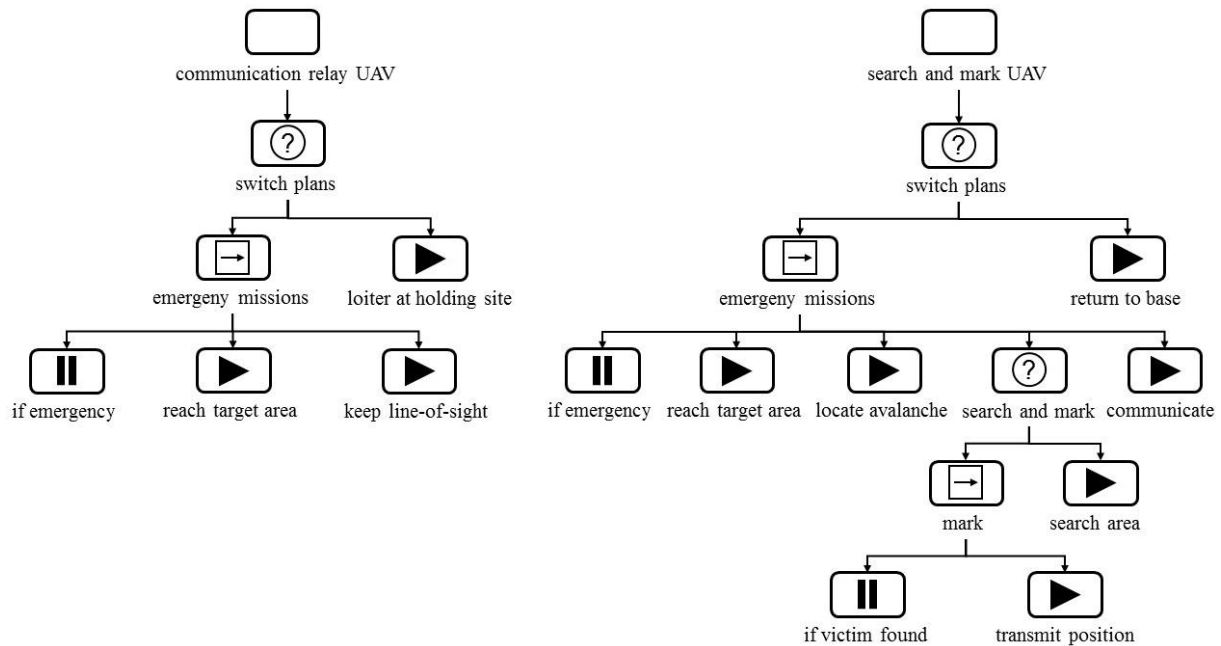 communication relay UAV
search and mark UAV
?
?
switch plans
switch plans
emergeny missions
loiter at holding site
emergeny missions
return to base
?
if emergency
reach target area
keep line-of-sight
if emergency
reach target area
locate avalanche
search and mark
communicate
mark
search area
if victim found
transmit position